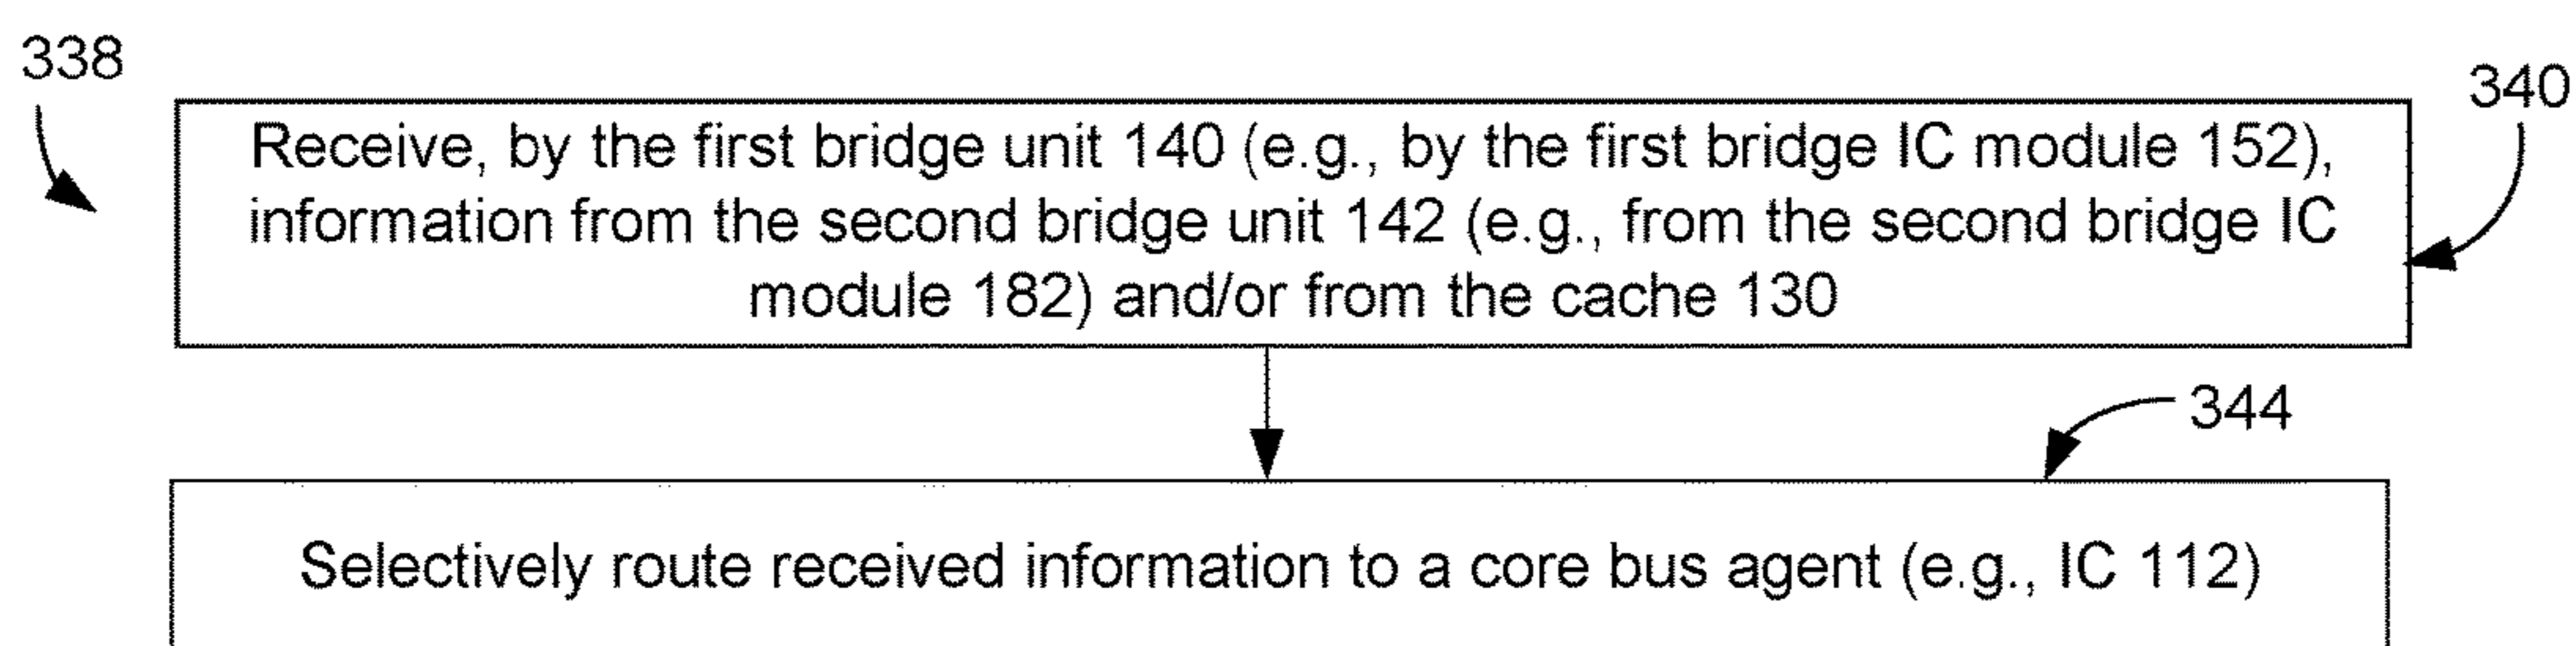 338
340
Receive, by the first bridge unit 140 (e.g., by the first bridge IC module 152),
information from the second bridge unit 142 (e.g., from the second bridge IC
module 182) and/or from the cache 130
344
Selectively route received information to a core bus agent (e.g., IC 112)